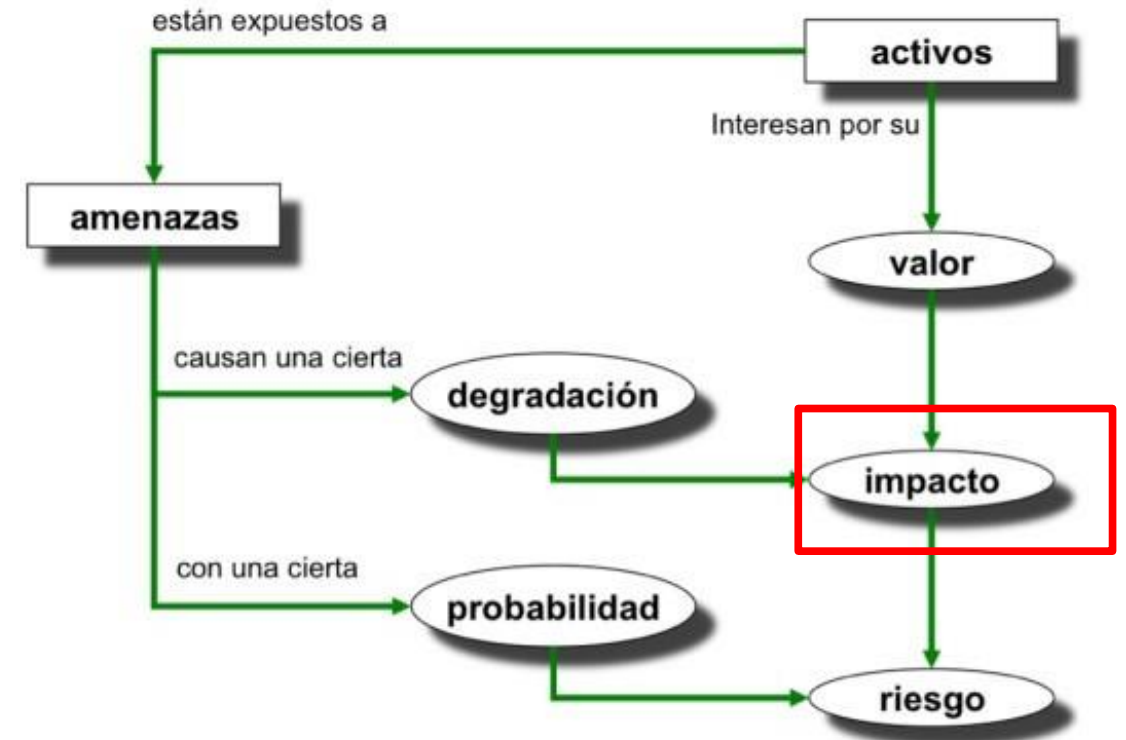 están expuestos a
activos
Interesan por su
amenazas
valor
causan una cierta
degradación
impacto
con una cierta
probabilidad
riesgo